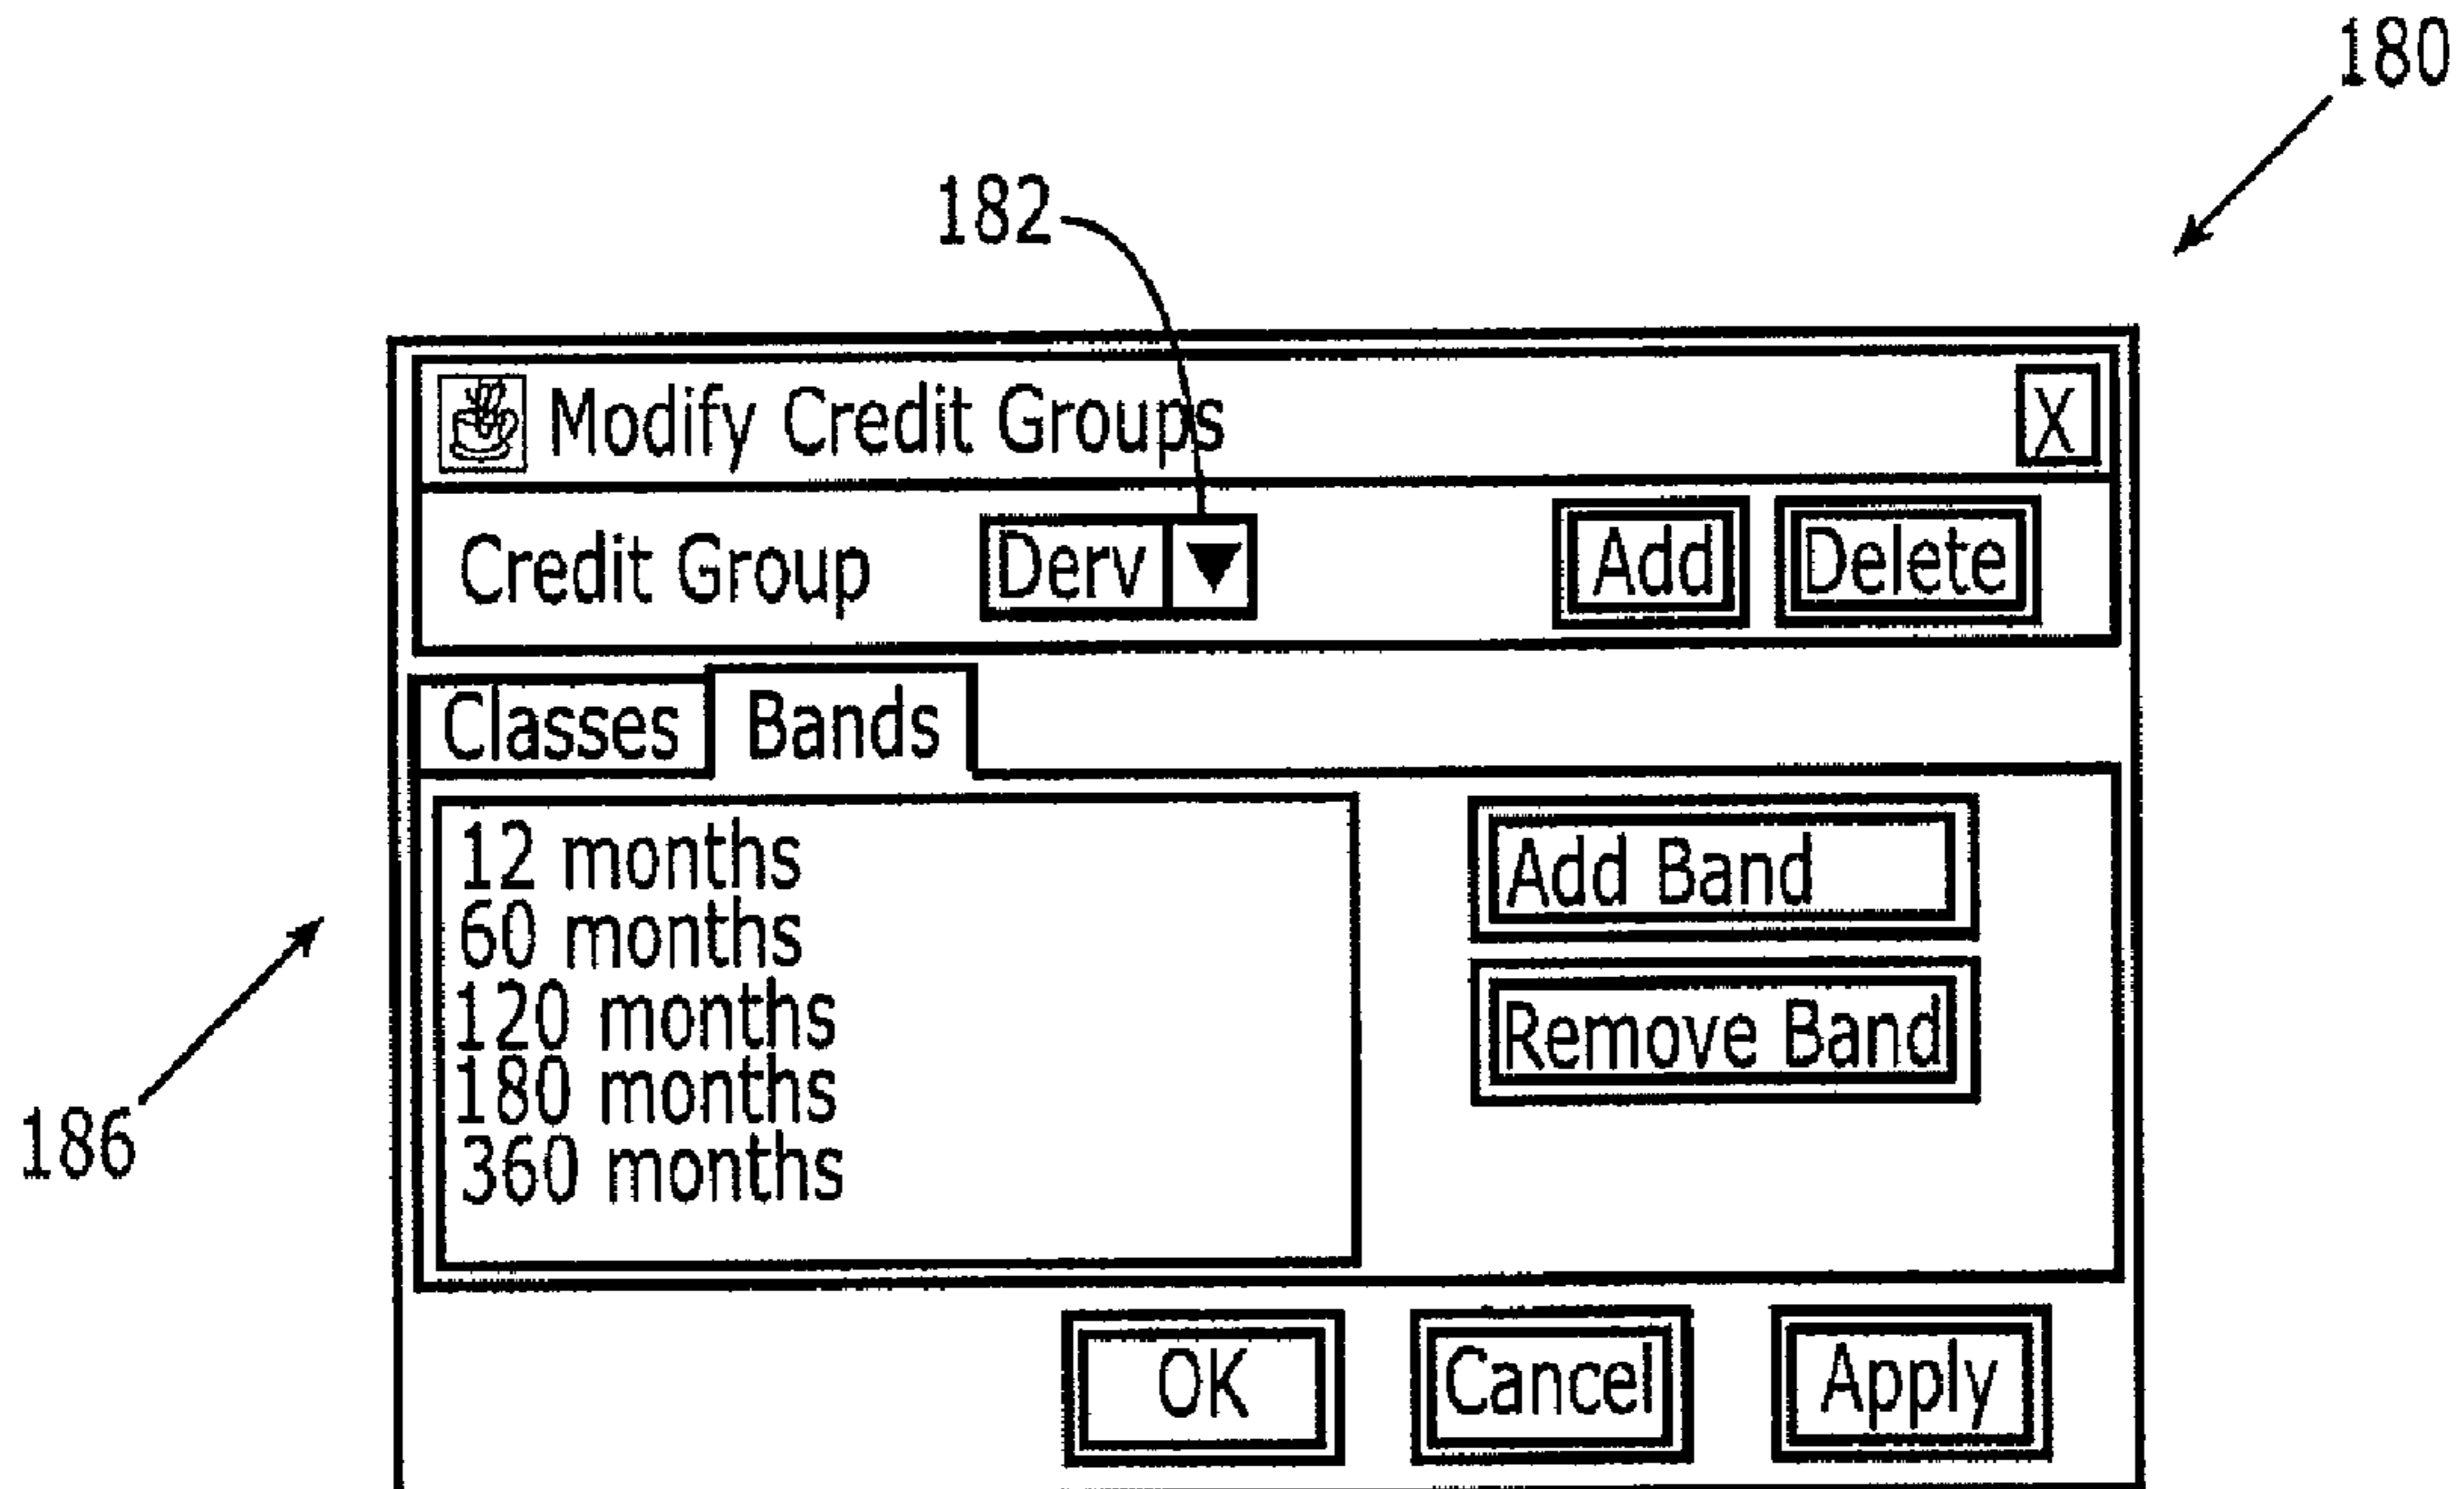 180
182
Modify Credit Groups X
Credit Group Derv Add Delete
Classes Bands
12 months
60 months
120 months
180 months
360 months
Add Band
Remove Band
186
OK Cancel Apply